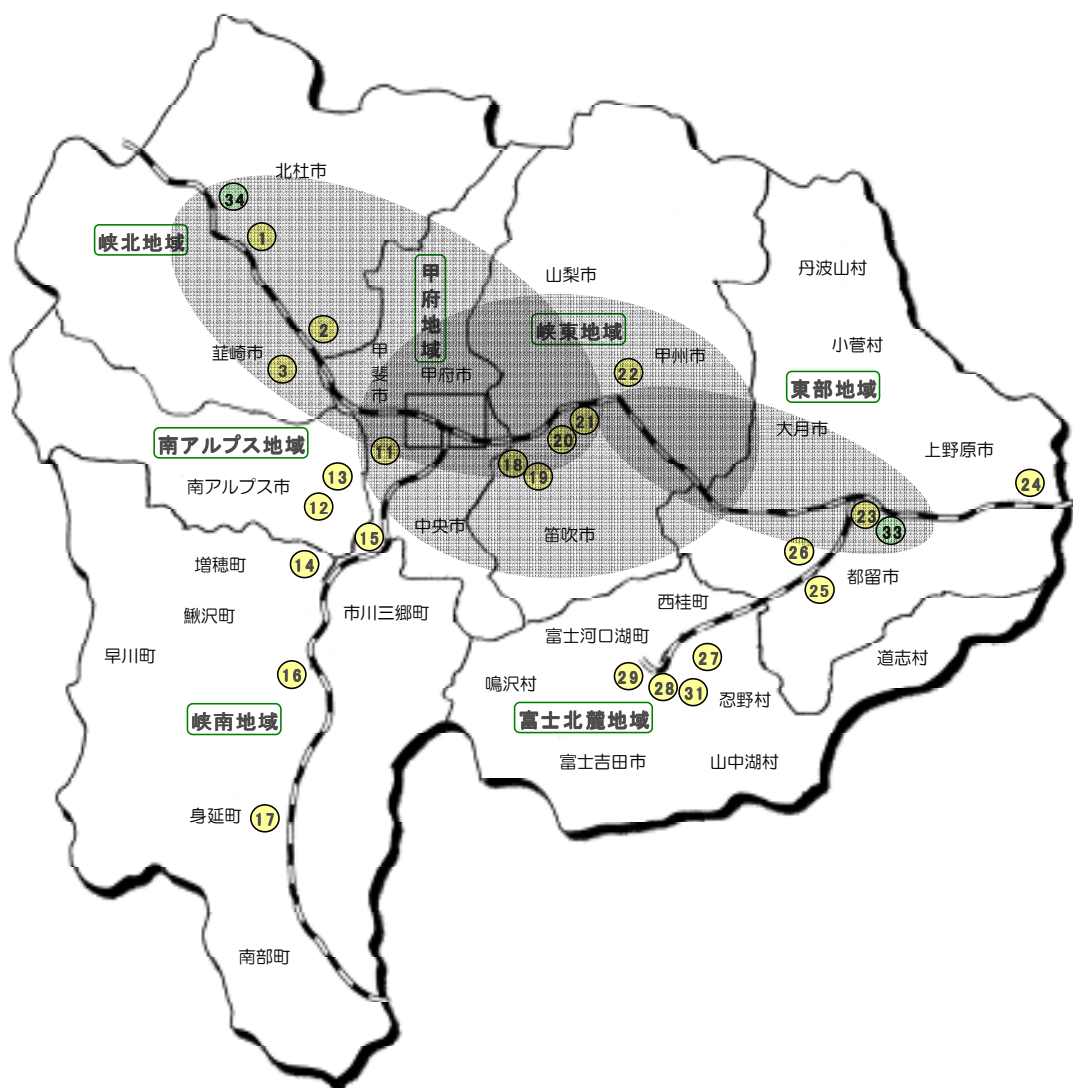 北杜市
34
峡北地域
1
甲府地域
山梨市
丹波山村
2
峡東地域
小菅村
韮崎市
3
甲斐市
甲府市
22
甲州市
東部地域
21
大月市
南アルプス地域
11
20
上野原市
18
19
13
24
南アルプス市
12
中央市
笛吹市
23
15
33
14
増穂町
26
都留市
25
鰍沢町
市川三郷町
西桂町
富士河口湖町
早川町
27
道志村
16
鳴沢村
29
28
31
忍野村
峡南地域
富士北麓地域
富士吉田市
山中湖村
身延町
17
南部町